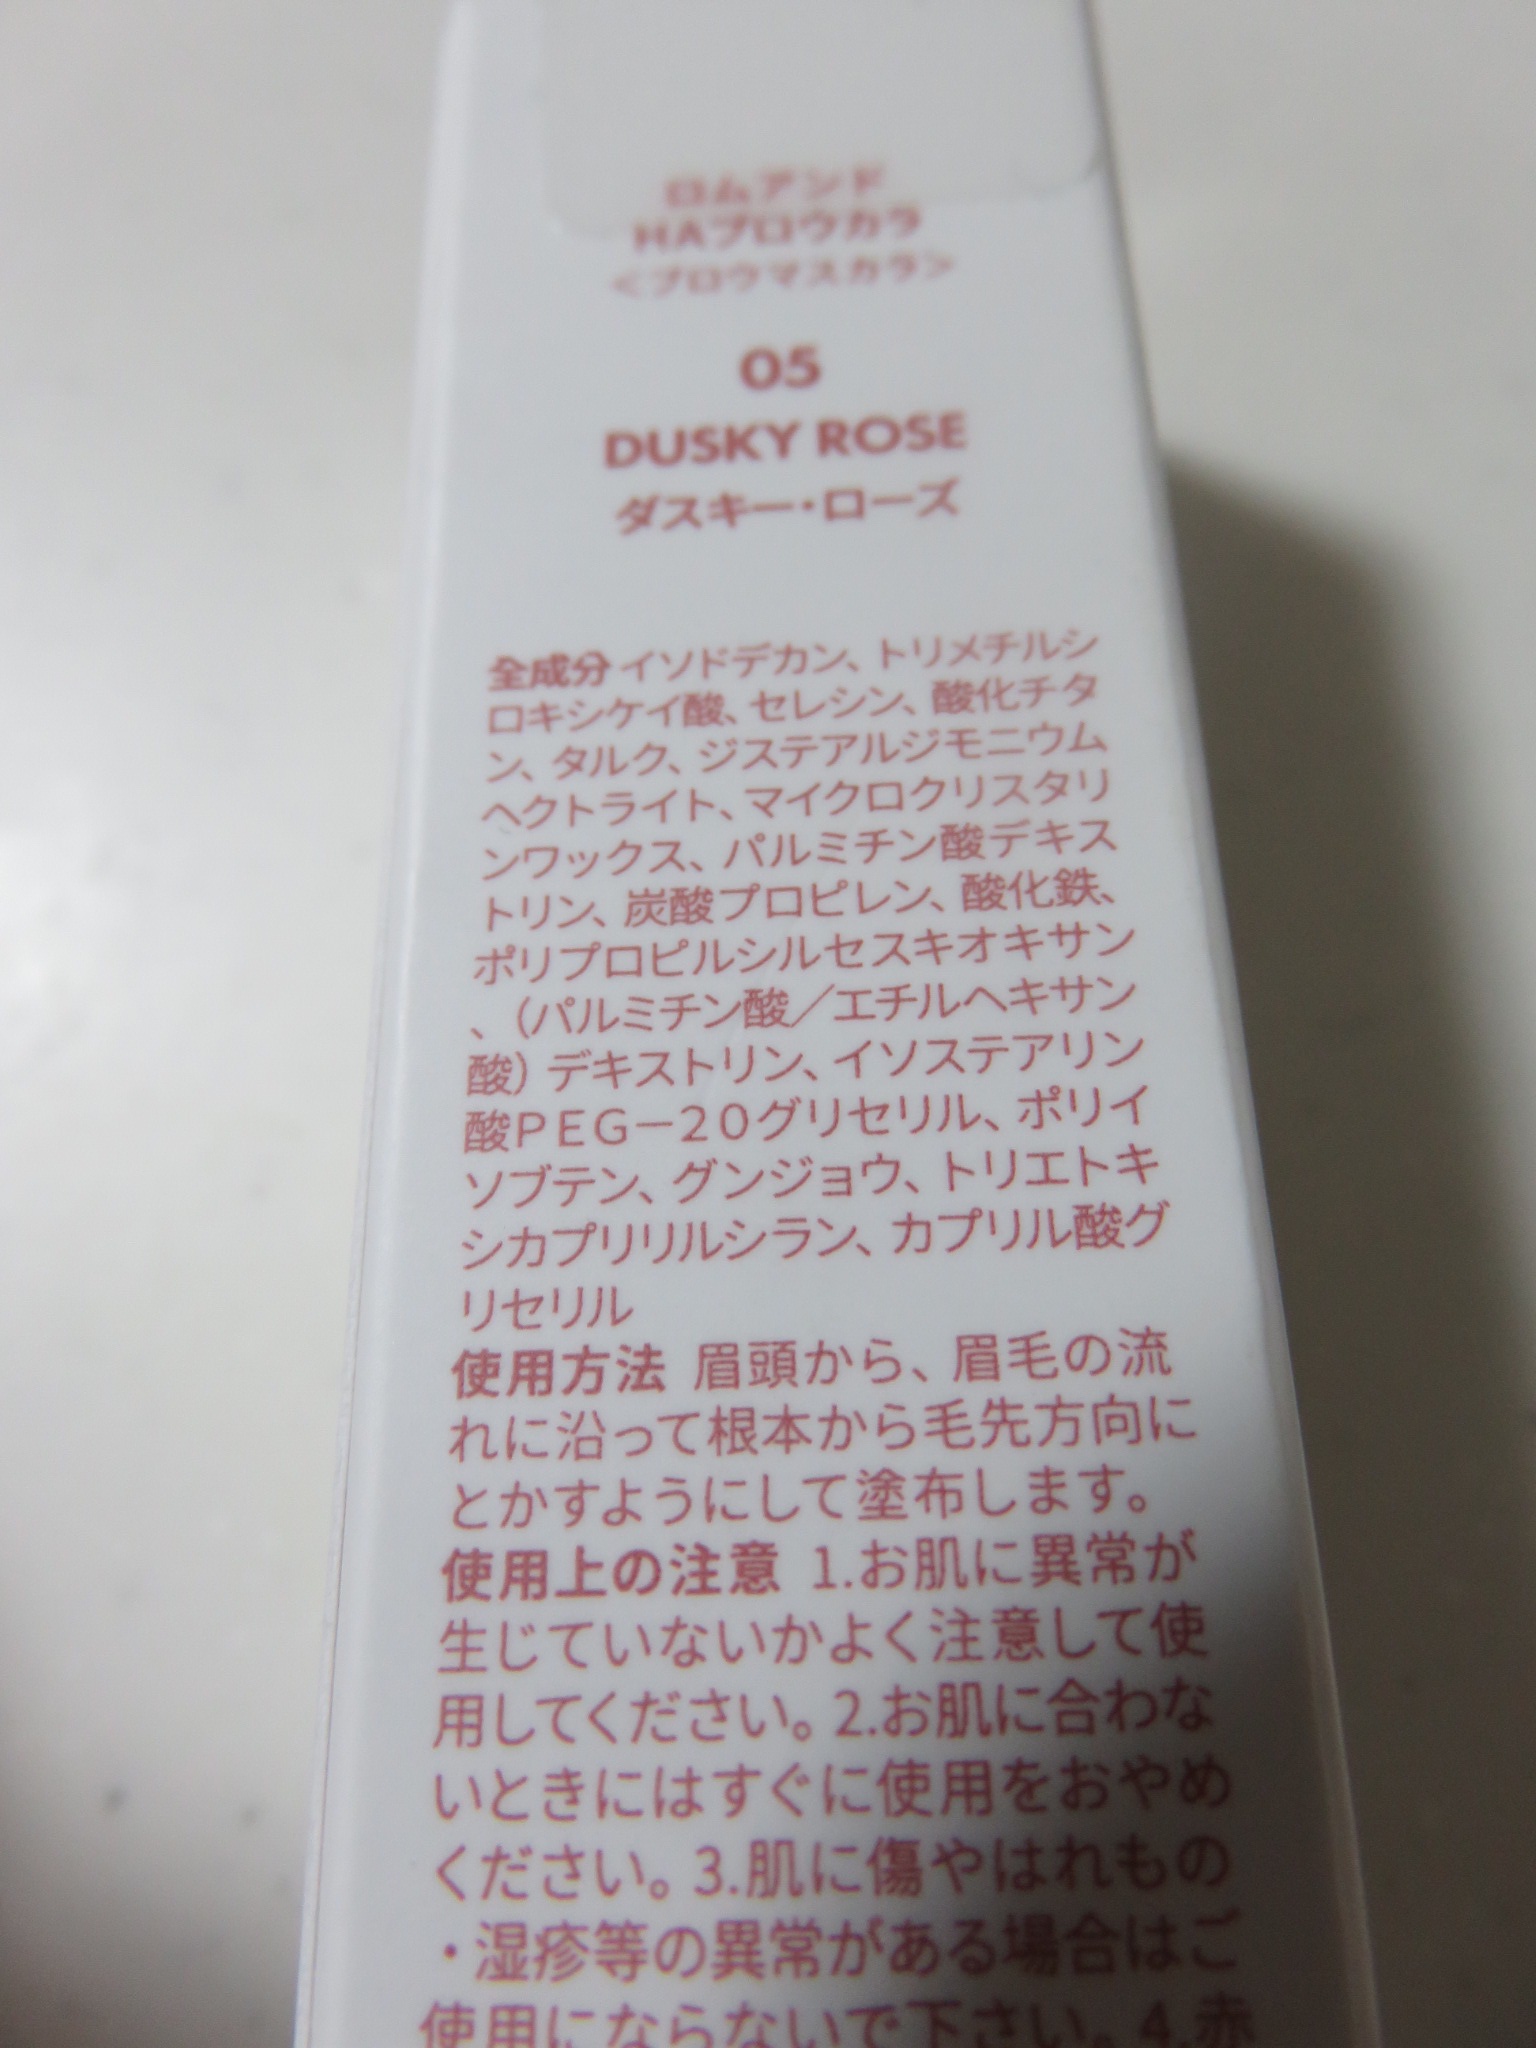 ロムアンド
HAブロウカラ
<ブロウマスカラ>
05
DUSKY ROSE
ダスキー・ローズ
全成分 イソドデカン、トリメチルシ
ロキシケイ酸、セレシン、酸化チタ
ン、タルク、ジステアルジモニウム
ヘクトライト、マイクロクリスタリ
ンワックス、パルミチン酸デキス
トリン、炭酸プロピレン、酸化鉄、
ポリプロピルシルセスキオキサン
、（パルミチン酸／エチルヘキサン
酸）デキストリン、イソステアリン
酸PEG－20グリセリル、ポリイ
ソブテン、グンジョウ、トリエトキ
シカプリリルシラン、カプリル酸グ
リセリル
使用方法 眉頭から、眉毛の流
れに沿って根本から毛先方向に
とかすようにして塗布します。
使用上の注意 1.お肌に異常が
生じていないかよく注意して使
用してください。2.お肌に合わな
いときにはすぐに使用をおやめ
ください。3.肌に傷やはれもの
・湿疹等の異常がある場合はご
使用にならないで下さい。4.赤